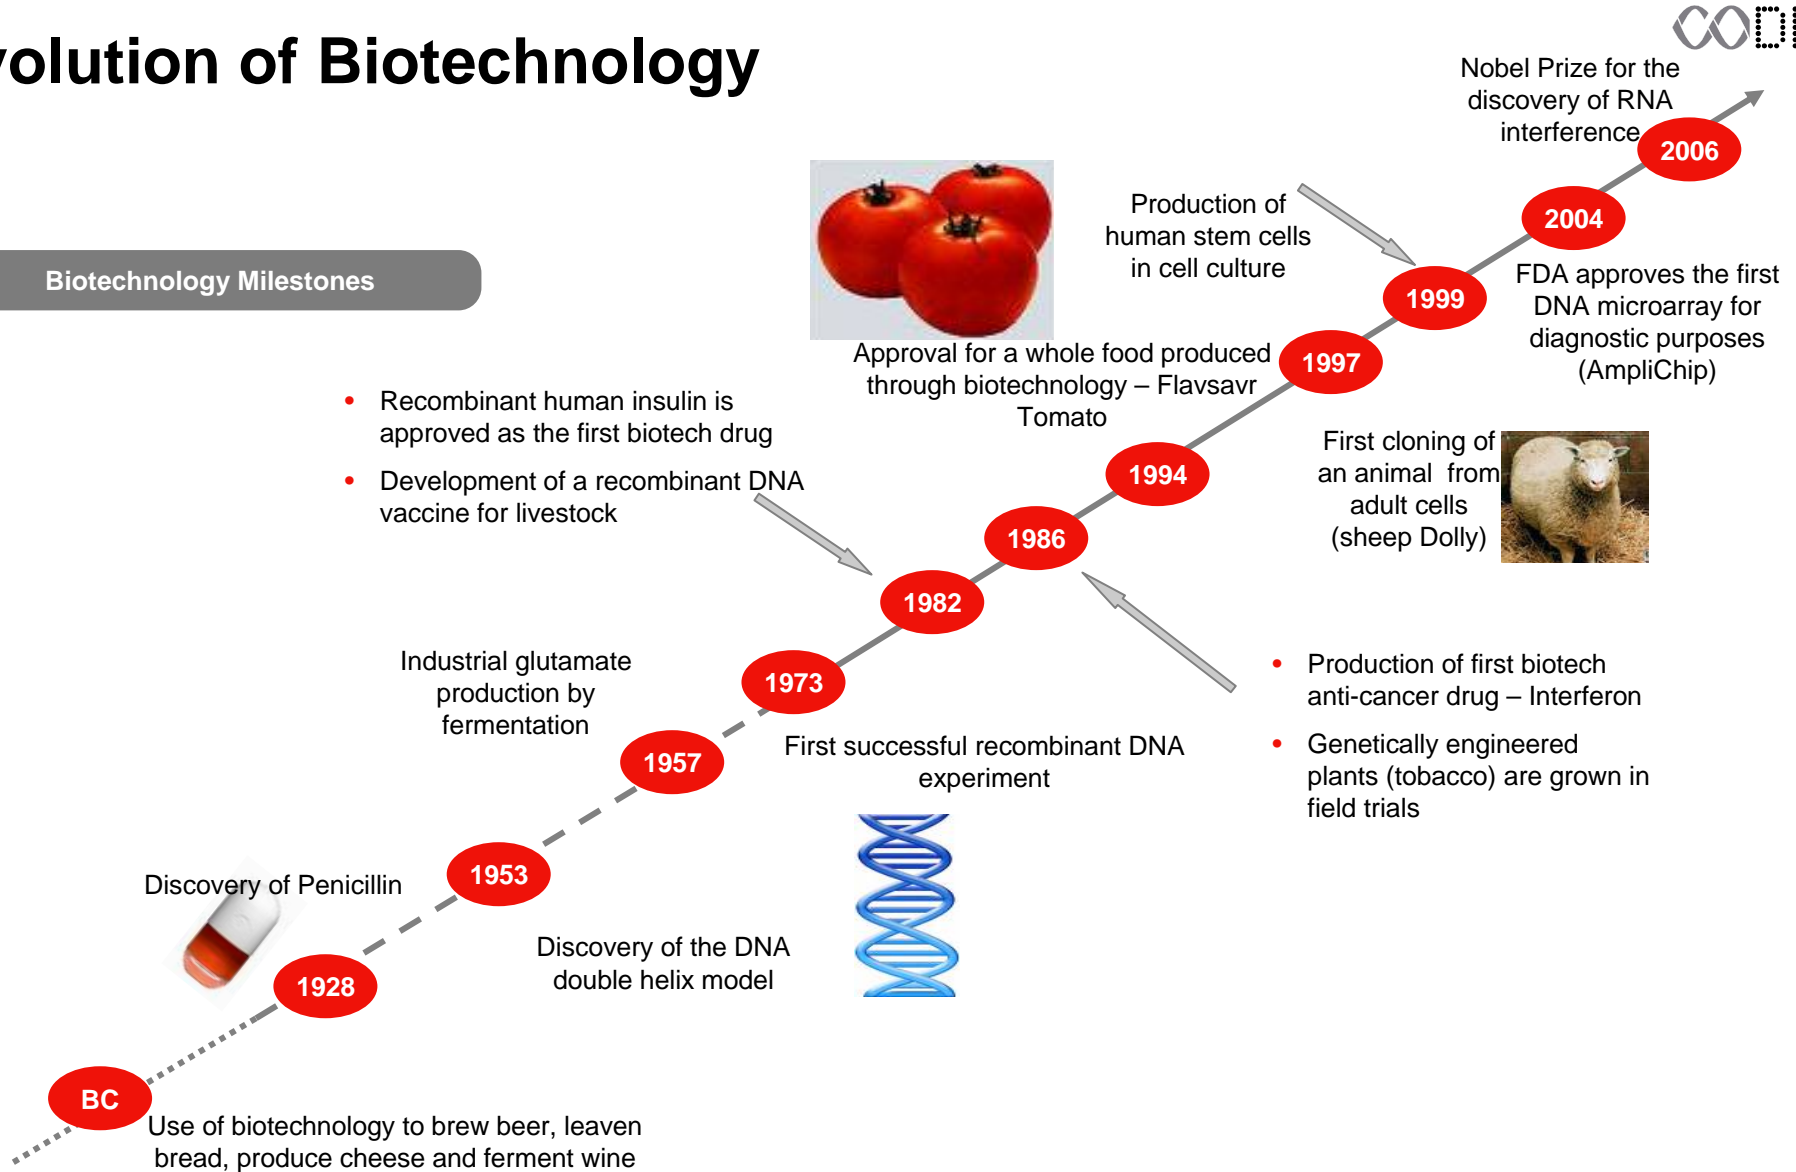 volution of Biotechnology
Biotechnology Milestones
Nobel Prize for the
discovery of RNA
interference
2006
2004
FDA approves the first
DNA microarray for
diagnostic purposes
(AmpliChip)
Production of
human stem cells
in cell culture
1999
1997
First cloning of
an animal from
adult cells
(sheep Dolly)
Approval for a whole food produced
through biotechnology – Flavsavr
Tomato
1994
1986
• Production of first biotech
anti-cancer drug – Interferon
• Genetically engineered
plants (tobacco) are grown in
field trials
• Recombinant human insulin is
approved as the first biotech drug
• Development of a recombinant DNA
vaccine for livestock
1982
1973
First successful recombinant DNA
experiment
Industrial glutamate
production by
fermentation
1957
1953
Discovery of the DNA
double helix model
Discovery of Penicillin
1928
BC
Use of biotechnology to brew beer, leaven
bread, produce cheese and ferment wine